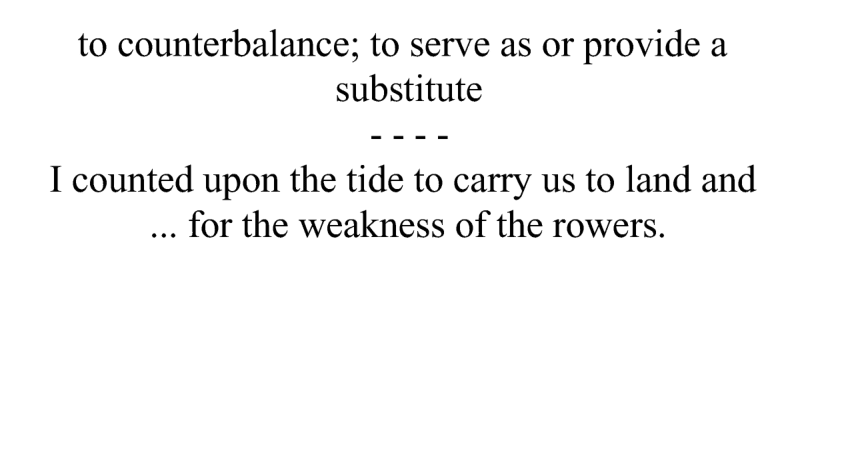 to counterbalance; to serve as or provide a
substitute
- - - -
I counted upon the tide to carry us to land and
... for the weakness of the rowers.